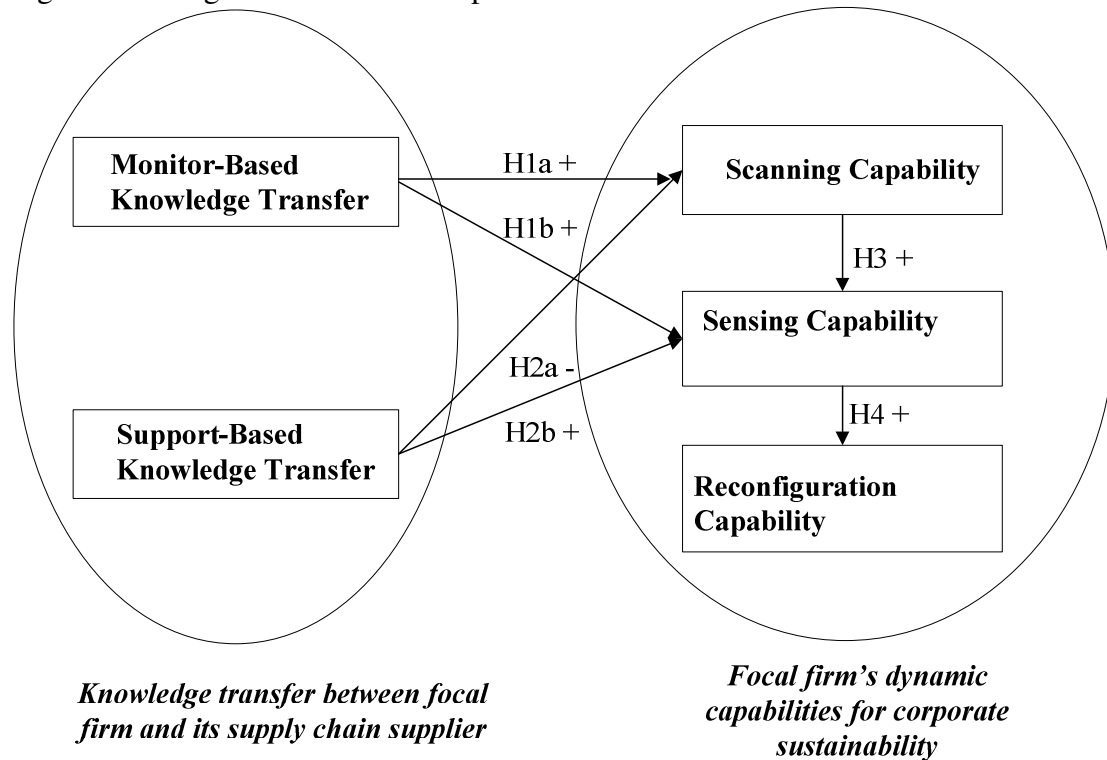 Monitor-Based
Knowledge Transfer
H1a +
Scanning Capability
H1b +
H3 +
Sensing Capability
H2a -
H2b +
H4 +
Support-Based
Knowledge Transfer
Reconfiguration
Capability
Knowledge transfer between focal
firm and its supply chain supplier
Focal firm's dynamic
capabilities for corporate
sustainability